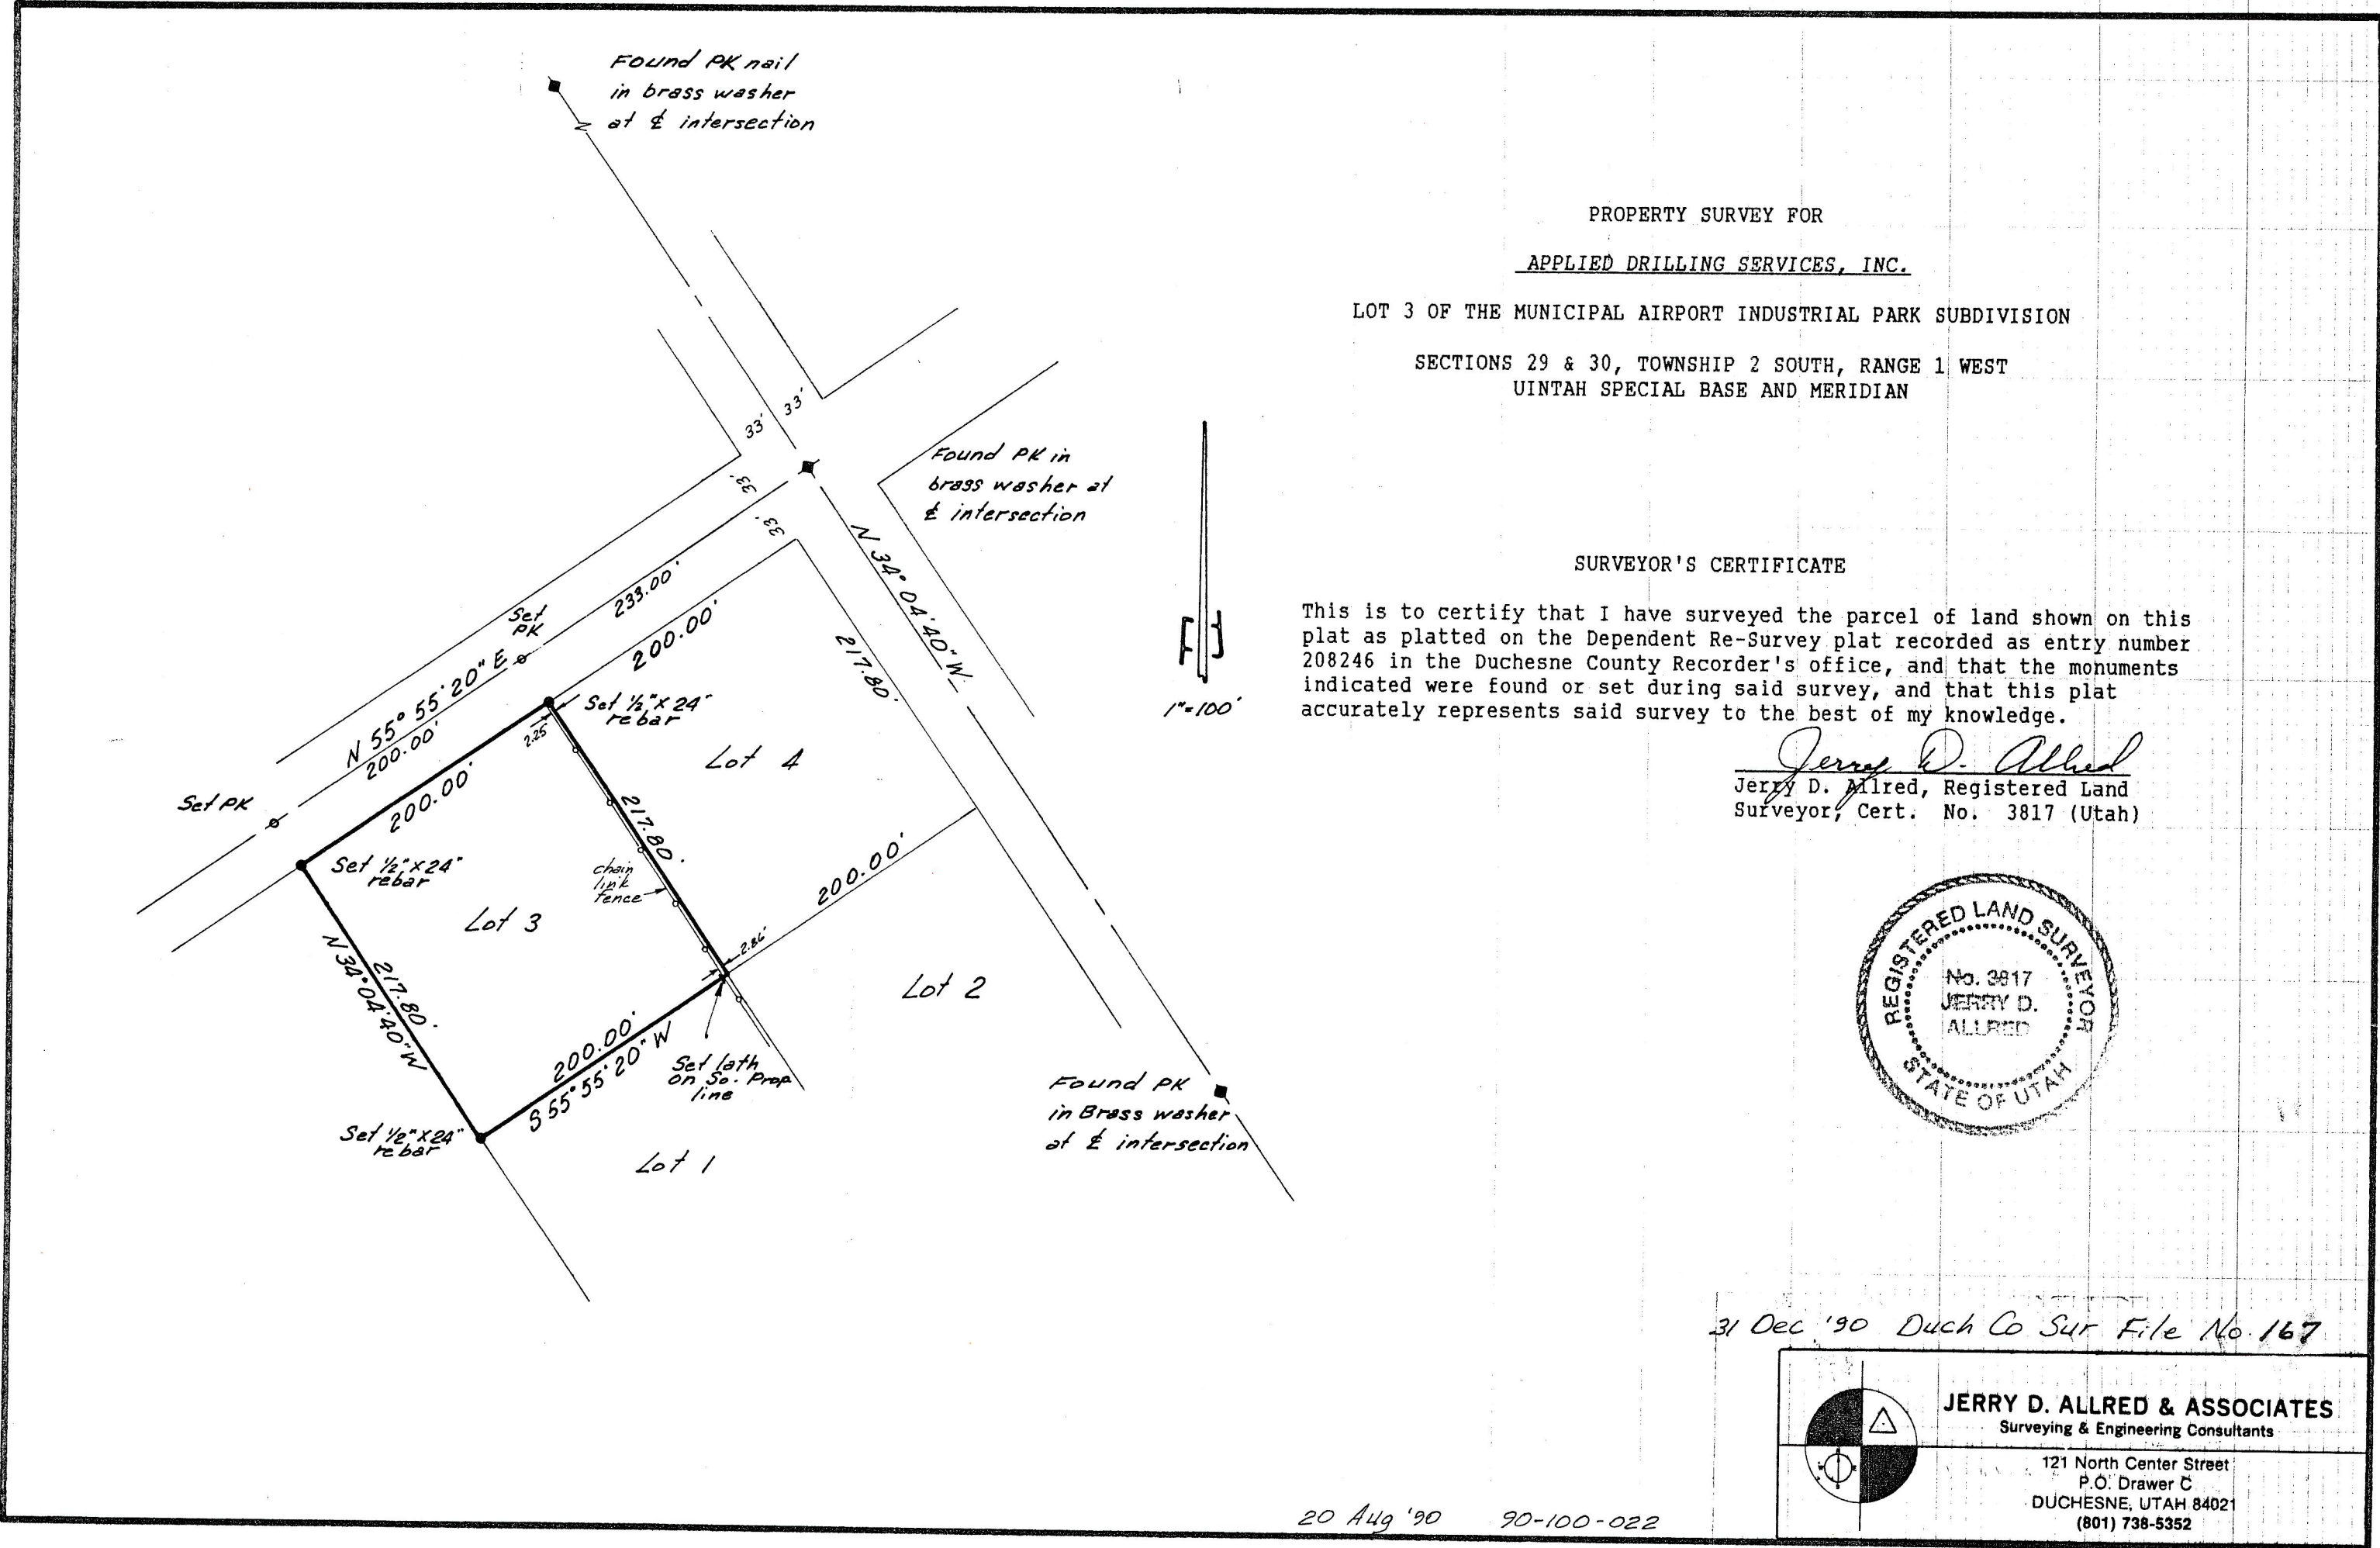 Found PK nail
in brass washer
at ℄ intersection
33'
33'
33'
33'
Found PK in
brass washer at
℄ intersection
N 34° 04' 40" W
233.00'
Set
PK
200.00'
N 55° 55' 20" E
200.00'
217.80'
Set 1/2" X 24"
rebar
2.25'
Lot 4
Set PK
200.00'
217.80'
Set 1/2" X 24"
rebar
chain
link
fence
200.00'
Lot 3
2.86'
Lot 2
217.80'
N 34° 04' 40" W
200.00'
S 55° 55' 20" W
Set lath
on So. Prop
line
Set 1/2" X 24"
rebar
Lot 1
Found PK
in Brass washer
at ℄ intersection
1"=100'
PROPERTY SURVEY FOR
APPLIED DRILLING SERVICES, INC.
LOT 3 OF THE MUNICIPAL AIRPORT INDUSTRIAL PARK SUBDIVISION
SECTIONS 29 & 30, TOWNSHIP 2 SOUTH, RANGE 1 WEST
UINTAH SPECIAL BASE AND MERIDIAN
SURVEYOR'S CERTIFICATE
This is to certify that I have surveyed the parcel of land shown on this
plat as platted on the Dependent Re-Survey plat recorded as entry number
208246 in the Duchesne County Recorder's office, and that the monuments
indicated were found or set during said survey, and that this plat
accurately represents said survey to the best of my knowledge.
Jerry D. Allred
Jerry D. Allred, Registered Land
Surveyor, Cert. No. 3817 (Utah)
REGISTERED LAND SURVEYOR
No. 3817
JERRY D.
ALLRED
STATE OF UTAH
31 Dec '90 Duch Co Sur File No. 167
JERRY D. ALLRED & ASSOCIATES
Surveying & Engineering Consultants
121 North Center Street
P.O. Drawer C
DUCHESNE, UTAH 84021
(801) 738-5352
20 Aug '90 90-100-022